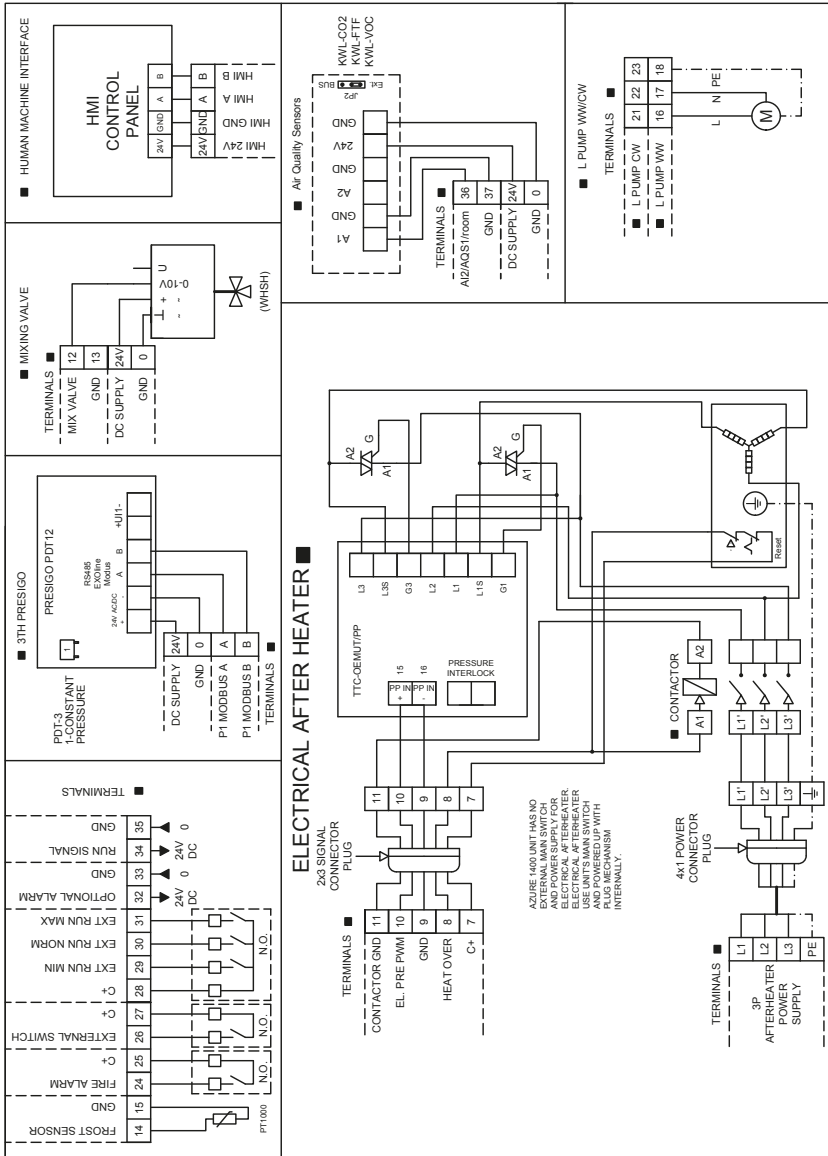 HUMAN MACHINE INTERFACE
HMI
CONTROL
PANEL
24V
GND
A
B
24V
GND
A
B
HMI 24V
HMI GND
HMI A
HMI B
MIXING VALVE
TERMINALS
MIX VALVE
12
GND
13
DC SUPPLY
24V
GND
0
U
0-10V
+ ~
⊥ ~
(WHSH)
3TH PRESIGO
PDT-3
1-CONSTANT
PRESSURE
1
PRESIGO PDT12
24V AC/DC
+
-
RS485
EXOline
Modus
A
B
+UI1-
DC SUPPLY
24V
GND
0
P1 MODBUS A
A
P1 MODBUS B
B
TERMINALS
TERMINALS
FROST SENSOR
14
GND
15
FIRE ALARM
24
C+
25
EXTERNAL SWITCH
26
C+
27
C+
28
EXT RUN MIN
29
EXT RUN NORM
30
EXT RUN MAX
31
OPTIONAL ALARM
32
GND
33
RUN SIGNAL
34
GND
35
PT1000
N.O.
N.O.
N.O.
24V
DC
0
24V
DC
0
Air Quality Sensors
KWL-CO2
KWL-FTF
KWL-VOC
BUS
JP2
Ext.
A1
GND
A2
GND
24V
GND
TERMINALS
AI2/AQS1/room
36
GND
37
DC SUPPLY
24V
GND
0
L PUMP WW/CW
TERMINALS
L PUMP CW
21
22
23
L PUMP WW
16
17
18
L
N
PE
M
ELECTRICAL AFTER HEATER
2x3 SIGNAL
CONNECTOR
PLUG
TERMINALS
CONTACTOR GND
11
EL. PRE PWM
10
GND
9
HEAT OVER
8
C+
7
11
10
9
8
7
TTC-OEMUT/PP
PP IN
+
15
PP IN
-
16
PRESSURE
INTERLOCK
L3
L3S
G3
L2
L1
L1S
G1
A2
G
A1
A2
G
A1
Reset
CONTACTOR
A1
A2
L1'
L2'
L3'
L1'
L2'
L3'
AZURE 1400 UNIT HAS NO
EXTERNAL MAIN SWITCH
AND POWER SUPPLY FOR
ELECTRICAL AFTERHEATER.
ELECTRICAL AFTERHEATER
USE UNIT'S MAIN SWITCH
AND POWERED UP WITH
PLUG MECHANISM
INTERNALLY.
4x1 POWER
CONNECTOR
PLUG
TERMINALS
3P
AFTERHEATER
POWER
SUPPLY
L1
L2
L3
PE